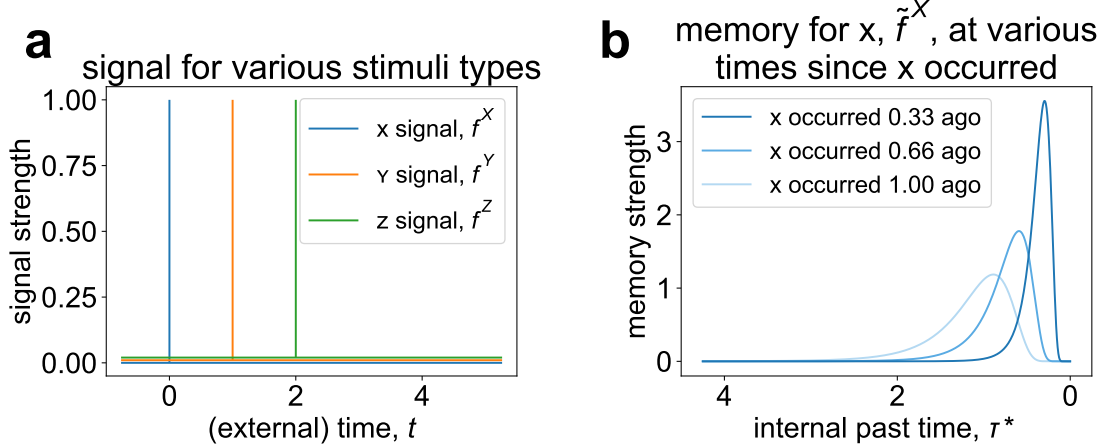 a
signal for various stimuli types
signal strength
1.00
0.75
0.50
0.25
0.00
x signal, f^X
Y signal, f^Y
z signal, f^Z
0
2
4
(external) time, t
b
memory for x, f̃^X, at various
times since x occurred
memory strength
3
2
1
0
x occurred 0.33 ago
x occurred 0.66 ago
x occurred 1.00 ago
4
2
0
internal past time, τ*